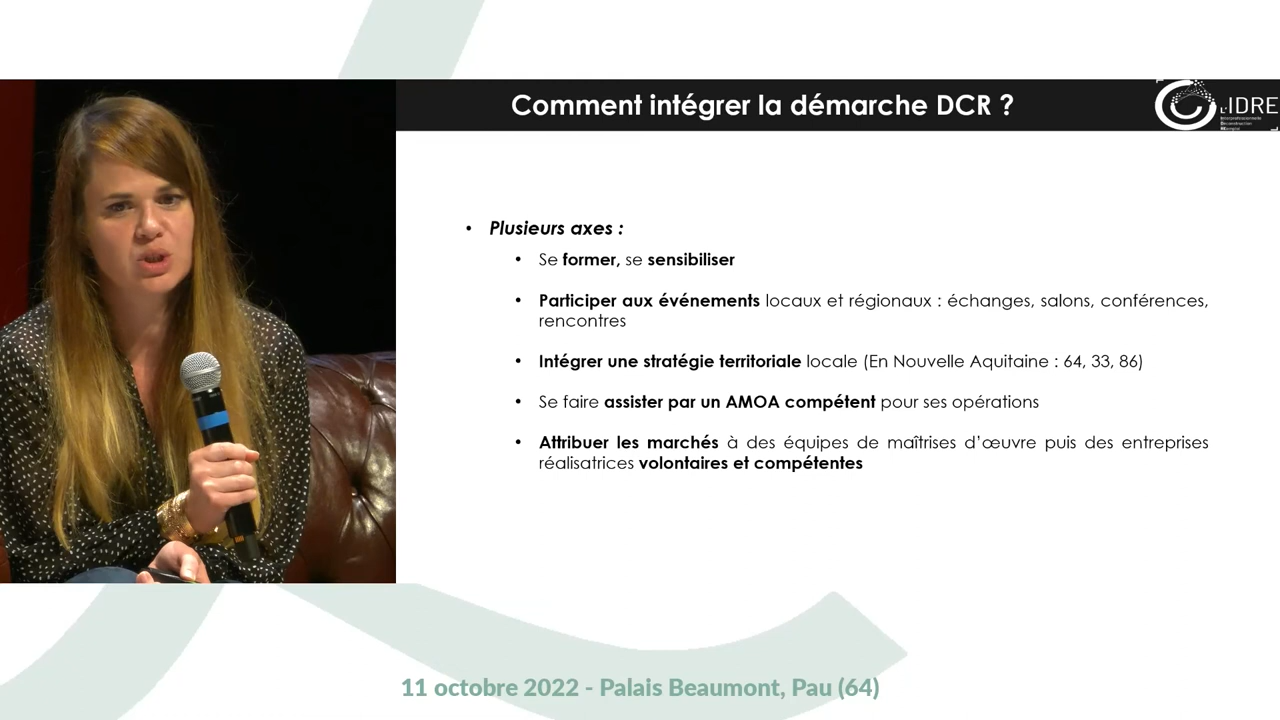 Comment intégrer la démarche DCR ?
L'IDRE
Interprofessionnelle
Déconstruction
REemploi
• Plusieurs axes :
• Se former, se sensibiliser
• Participer aux événements locaux et régionaux : échanges, salons, conférences,
rencontres
• Intégrer une stratégie territoriale locale (En Nouvelle Aquitaine : 64, 33, 86)
• Se faire assister par un AMOA compétent pour ses opérations
• Attribuer les marchés à des équipes de maîtrises d'œuvre puis des entreprises
réalisatrices volontaires et compétentes
11 octobre 2022 - Palais Beaumont, Pau (64)